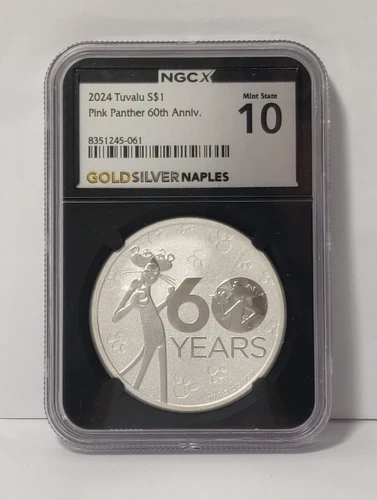 NGCX
2024 Tuvalu S$1
Pink Panther 60th Anniv.
8351245-061
Mint State
10
GOLDSILVERNAPLES
60
YEARS